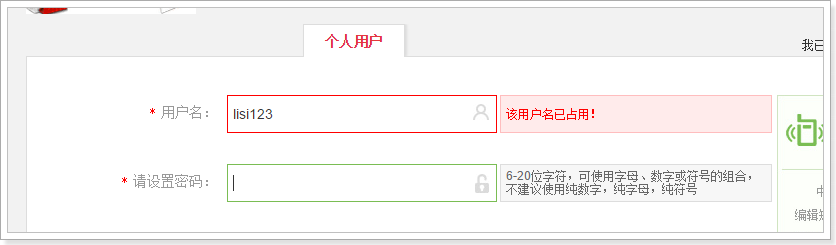 个人用户
我已
* 用户名：
lisi123
该用户名已占用！
* 请设置密码：
6-20位字符，可使用字母、数字或符号的组合，
不建议使用纯数字，纯字母，纯符号
编辑短